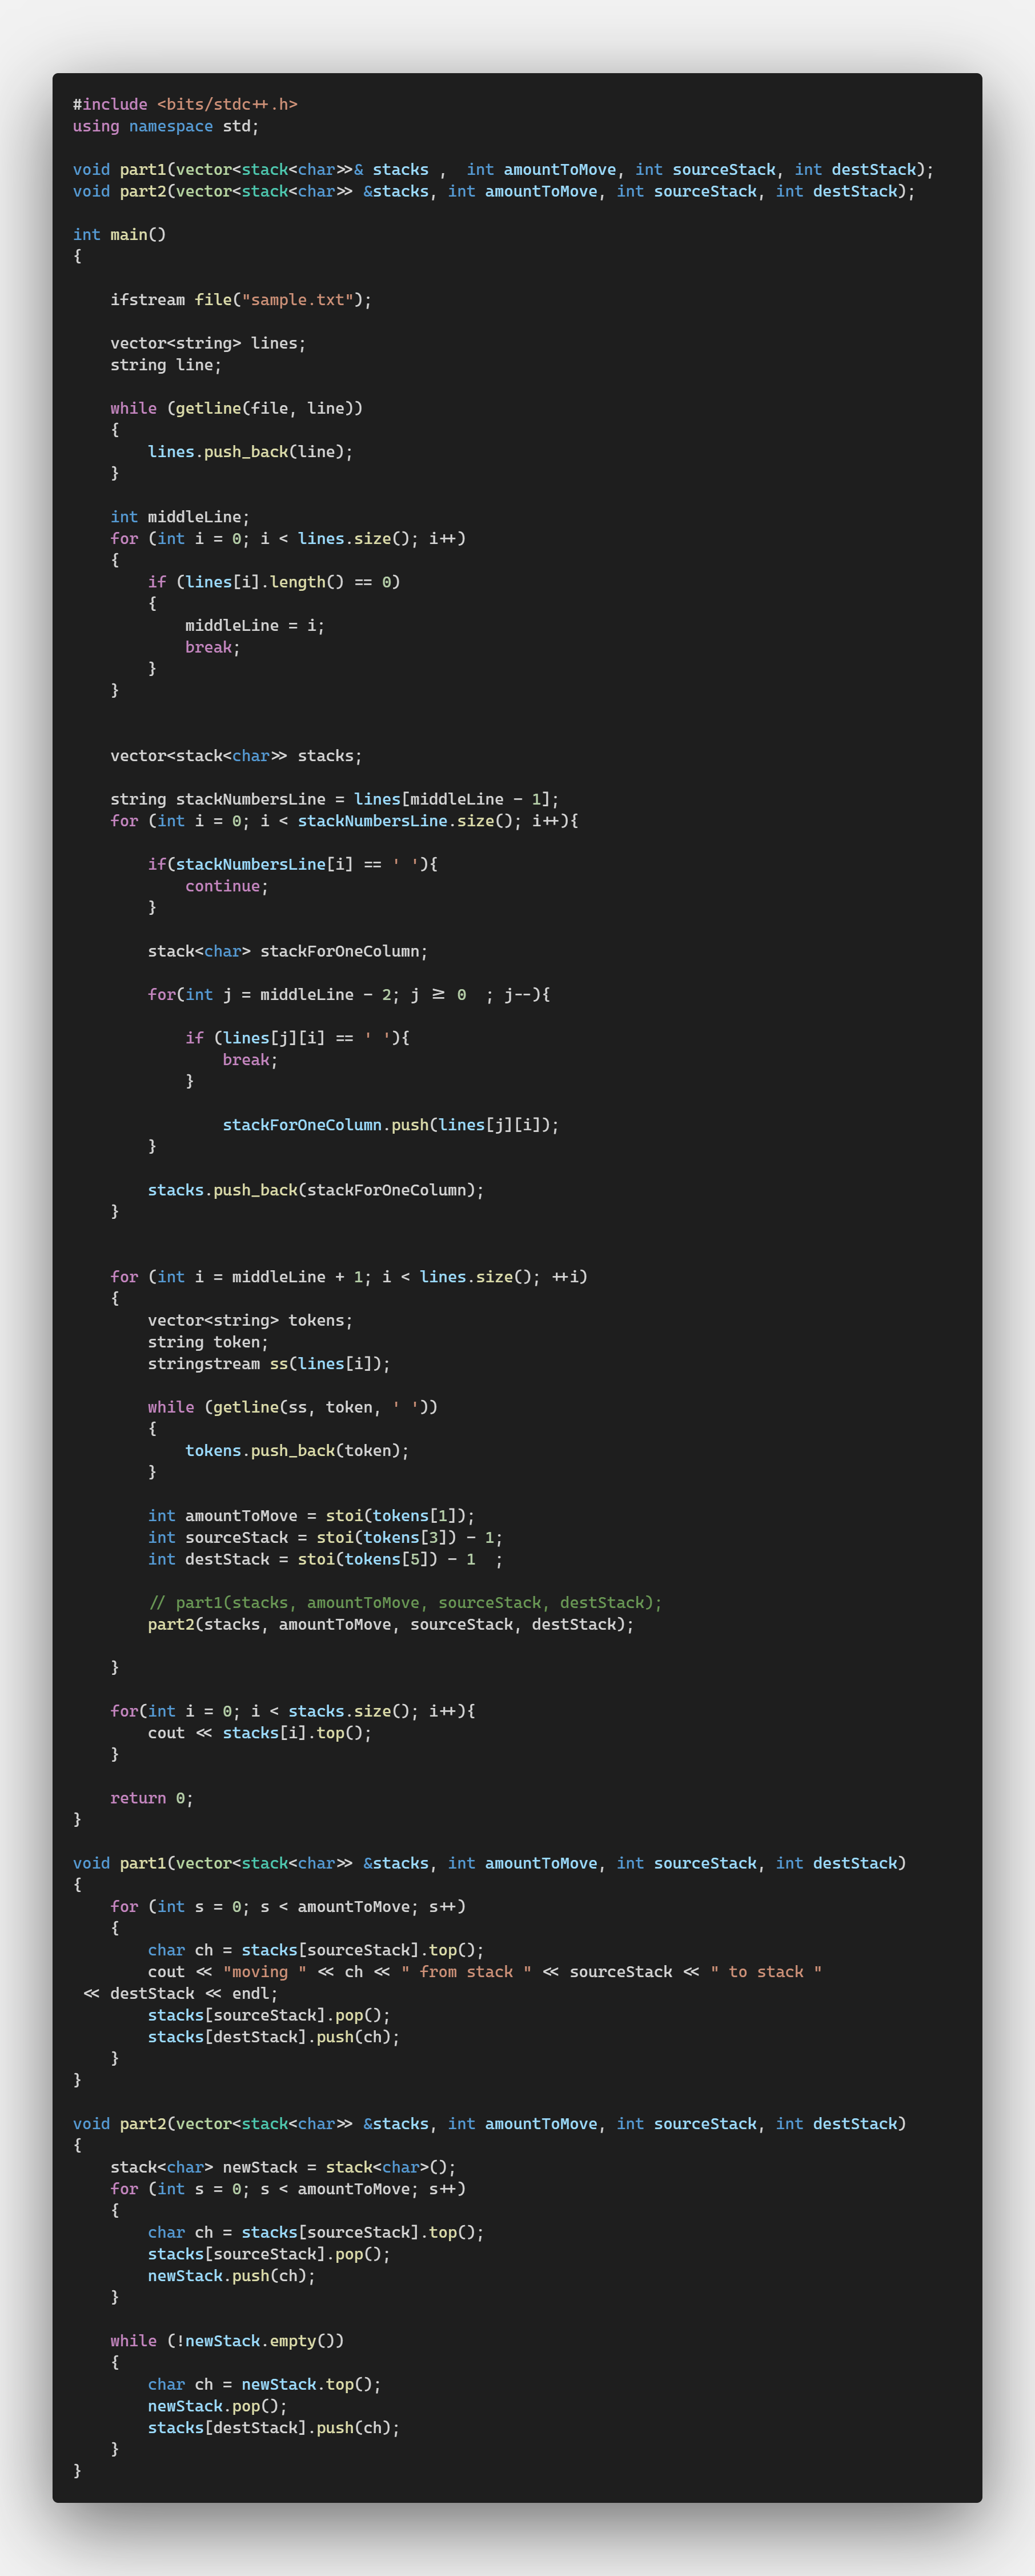 #include <bits/stdc++.h>
using namespace std;

void part1(vector<stack<char>>& stacks ,  int amountToMove, int sourceStack, int destStack);
void part2(vector<stack<char>> &stacks, int amountToMove, int sourceStack, int destStack);

int main()
{

    ifstream file("sample.txt");

    vector<string> lines;
    string line;

    while (getline(file, line))
    {
        lines.push_back(line);
    }

    int middleLine;
    for (int i = 0; i < lines.size(); i++)
    {
        if (lines[i].length() == 0)
        {
            middleLine = i;
            break;
        }
    }


    vector<stack<char>> stacks;

    string stackNumbersLine = lines[middleLine - 1];
    for (int i = 0; i < stackNumbersLine.size(); i++){

        if(stackNumbersLine[i] == ' '){
            continue;
        }

        stack<char> stackForOneColumn;

        for(int j = middleLine - 2; j >= 0  ; j--){

            if (lines[j][i] == ' '){
                break;
            }

                stackForOneColumn.push(lines[j][i]);
        }

        stacks.push_back(stackForOneColumn);
    }


    for (int i = middleLine + 1; i < lines.size(); ++i)
    {
        vector<string> tokens;
        string token;
        stringstream ss(lines[i]);

        while (getline(ss, token, ' '))
        {
            tokens.push_back(token);
        }

        int amountToMove = stoi(tokens[1]);
        int sourceStack = stoi(tokens[3]) - 1;
        int destStack = stoi(tokens[5]) - 1  ;

        // part1(stacks, amountToMove, sourceStack, destStack);
        part2(stacks, amountToMove, sourceStack, destStack);

    }

    for(int i = 0; i < stacks.size(); i++){
        cout << stacks[i].top();
    }

    return 0;
}

void part1(vector<stack<char>> &stacks, int amountToMove, int sourceStack, int destStack)
{
    for (int s = 0; s < amountToMove; s++)
    {
        char ch = stacks[sourceStack].top();
        cout << "moving " << ch << " from stack " << sourceStack << " to stack "
 << destStack << endl;
        stacks[sourceStack].pop();
        stacks[destStack].push(ch);
    }
}

void part2(vector<stack<char>> &stacks, int amountToMove, int sourceStack, int destStack)
{
    stack<char> newStack = stack<char>();
    for (int s = 0; s < amountToMove; s++)
    {
        char ch = stacks[sourceStack].top();
        stacks[sourceStack].pop();
        newStack.push(ch);
    }

    while (!newStack.empty())
    {
        char ch = newStack.top();
        newStack.pop();
        stacks[destStack].push(ch);
    }
}